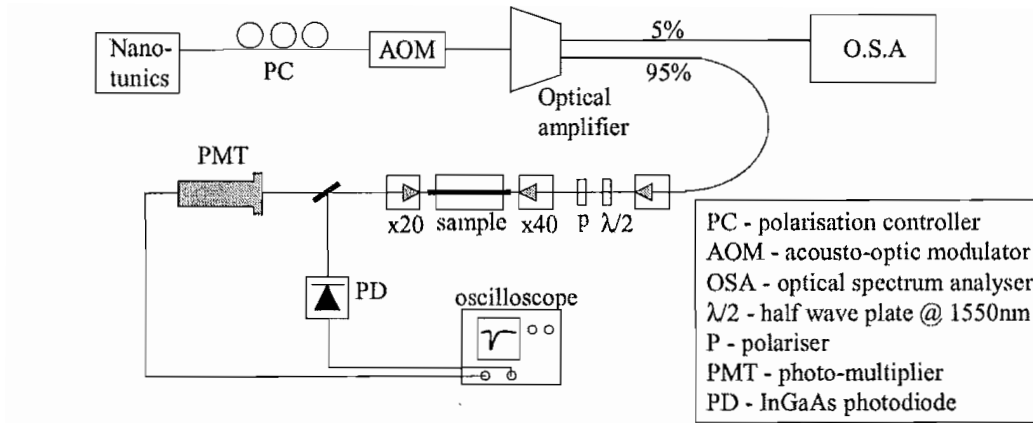 Nano-
tunics
PC
AOM
Optical
amplifier
5%
95%
O.S.A
PMT
x20
sample
x40
p
λ/2
PD
oscilloscope
PC - polarisation controller
AOM - acousto-optic modulator
OSA - optical spectrum analyser
λ/2 - half wave plate @ 1550nm
P - polariser
PMT - photo-multiplier
PD - InGaAs photodiode